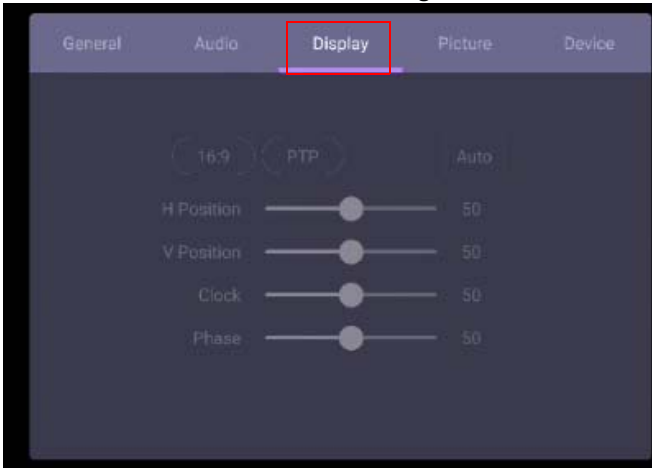 General Audio Display Picture Device
16:9 PTP Auto
H Position 50
V Position 50
Clock 50
Phase 50